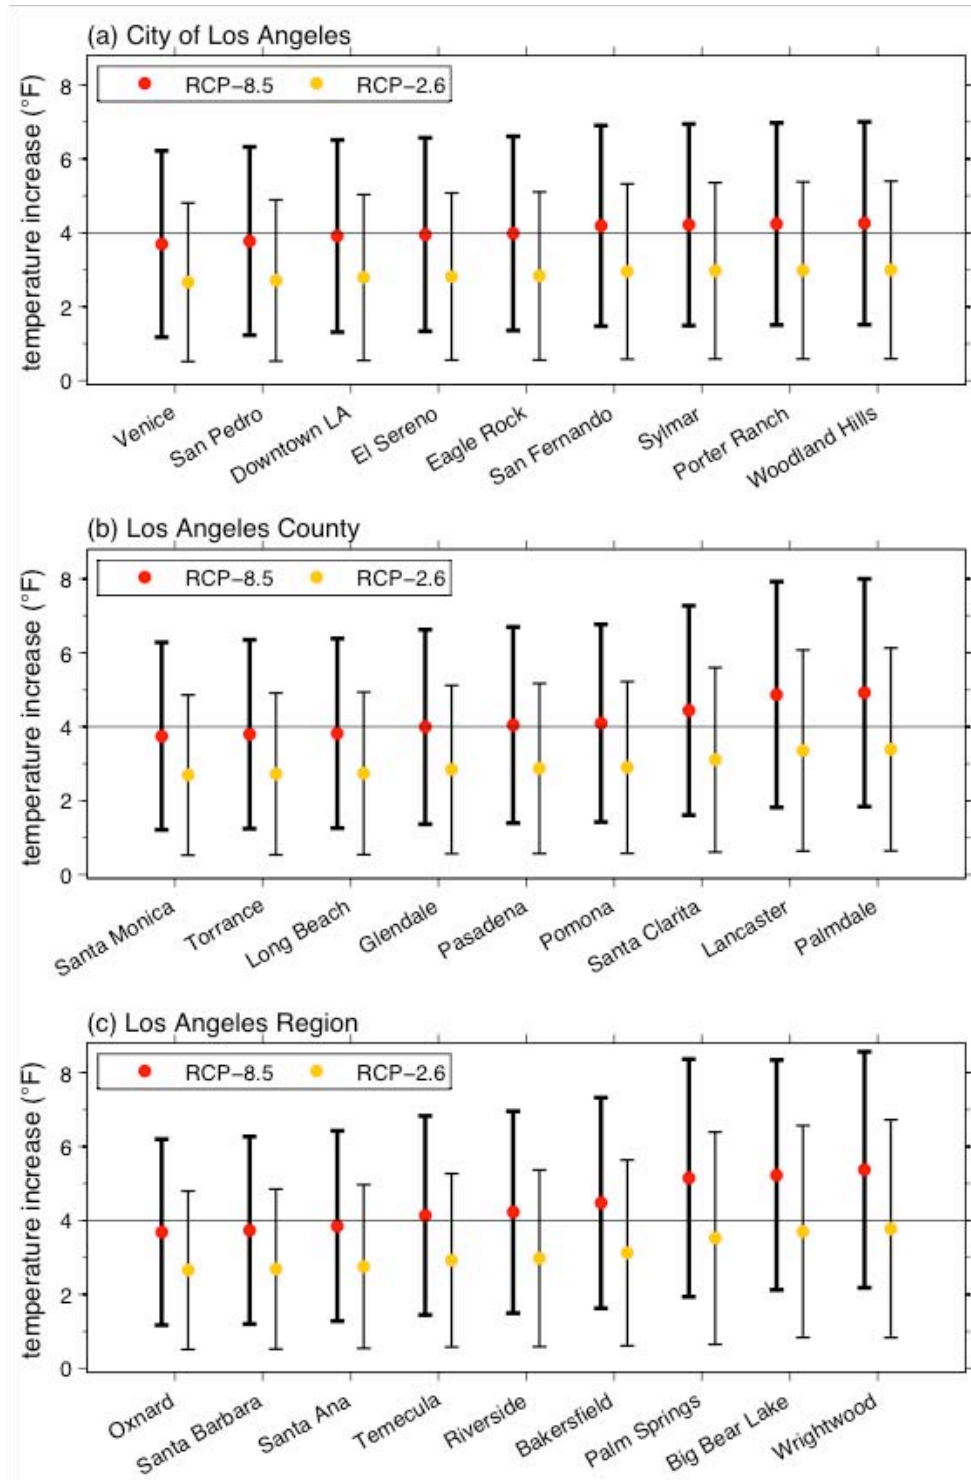 (a) City of Los Angeles
RCP-8.5 RCP-2.6
temperature increase (°F)
8
6
4
2
0
Venice
San Pedro
Downtown LA
El Sereno
Eagle Rock
San Fernando
Sylmar
Porter Ranch
Woodland Hills
(b) Los Angeles County
RCP-8.5 RCP-2.6
temperature increase (°F)
8
6
4
2
0
Santa Monica
Torrance
Long Beach
Glendale
Pasadena
Pomona
Santa Clarita
Lancaster
Palmdale
(c) Los Angeles Region
RCP-8.5 RCP-2.6
temperature increase (°F)
8
6
4
2
0
Oxnard
Santa Barbara
Santa Ana
Temecula
Riverside
Bakersfield
Palm Springs
Big Bear Lake
Wrightwood